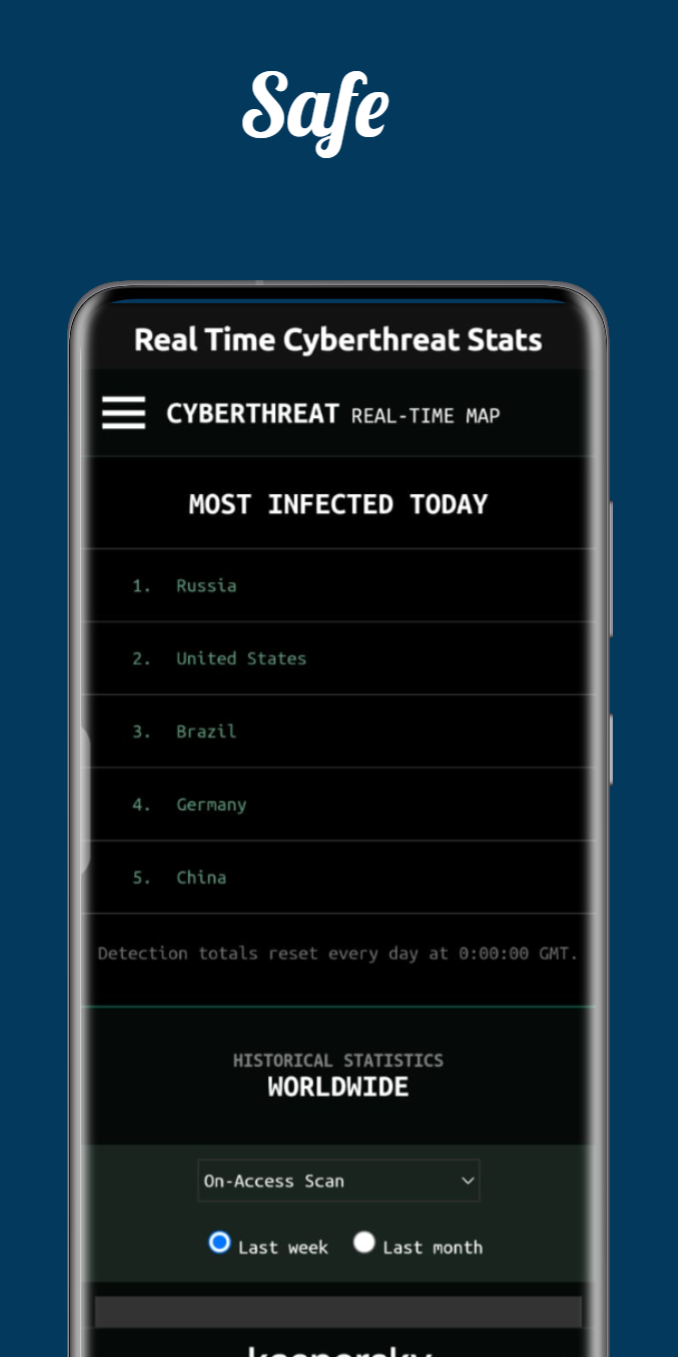 Safe
Real Time Cyberthreat Stats
CYBERTHREAT REAL-TIME MAP
MOST INFECTED TODAY
1. Russia
2. United States
3. Brazil
4. Germany
5. China
Detection totals reset every day at 0:00:00 GMT.
HISTORICAL STATISTICS
WORLDWIDE
On-Access Scan
Last week Last month
kaspersky